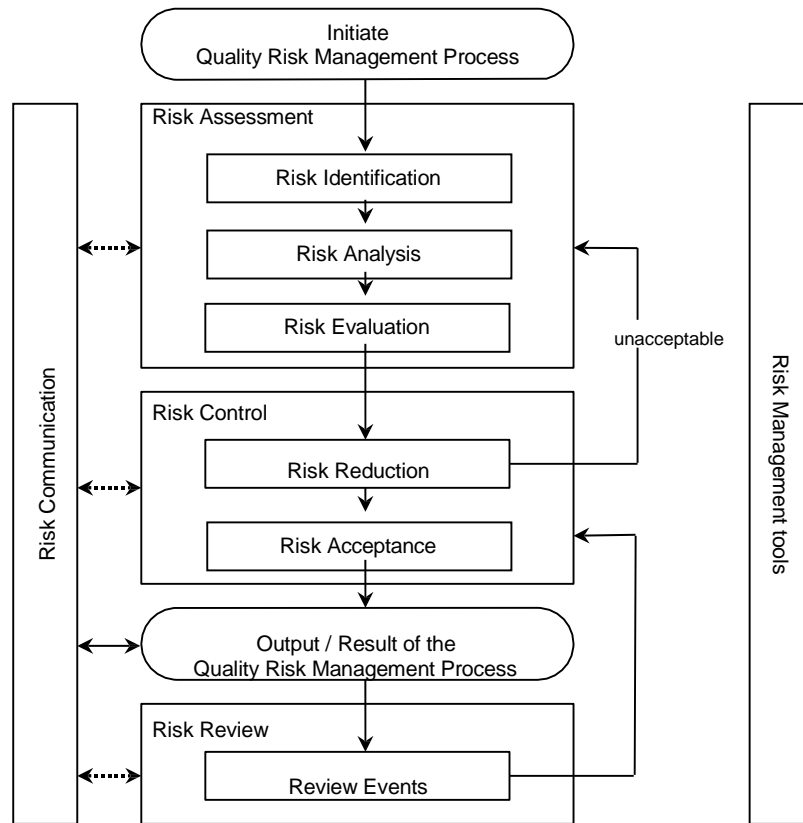 Initiate
Quality Risk Management Process
Risk Assessment
Risk Identification
Risk Analysis
Risk Evaluation
unacceptable
Risk Communication
Risk Management tools
Risk Control
Risk Reduction
Risk Acceptance
Output / Result of the
Quality Risk Management Process
Risk Review
Review Events